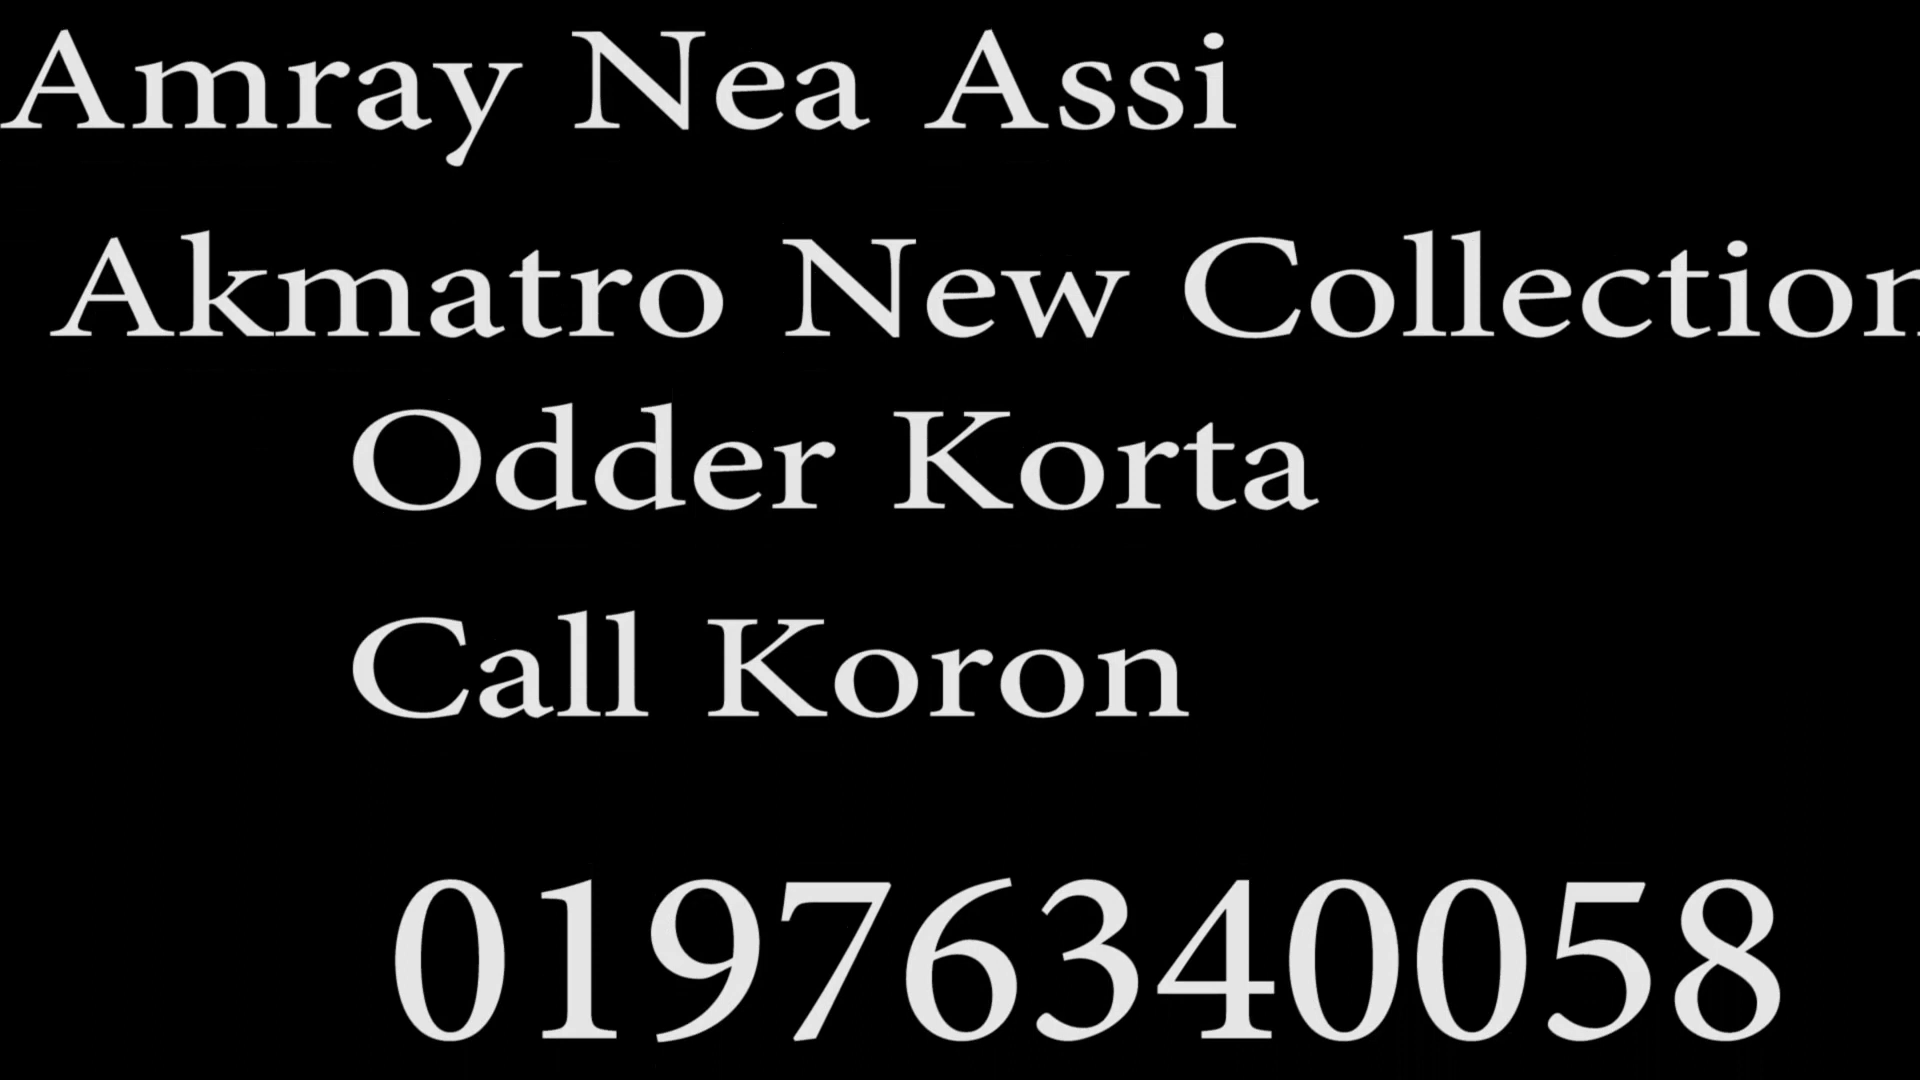 Amray Nea Assi
Akmatro New Collection
Odder Korta
Call Koron
01976340058